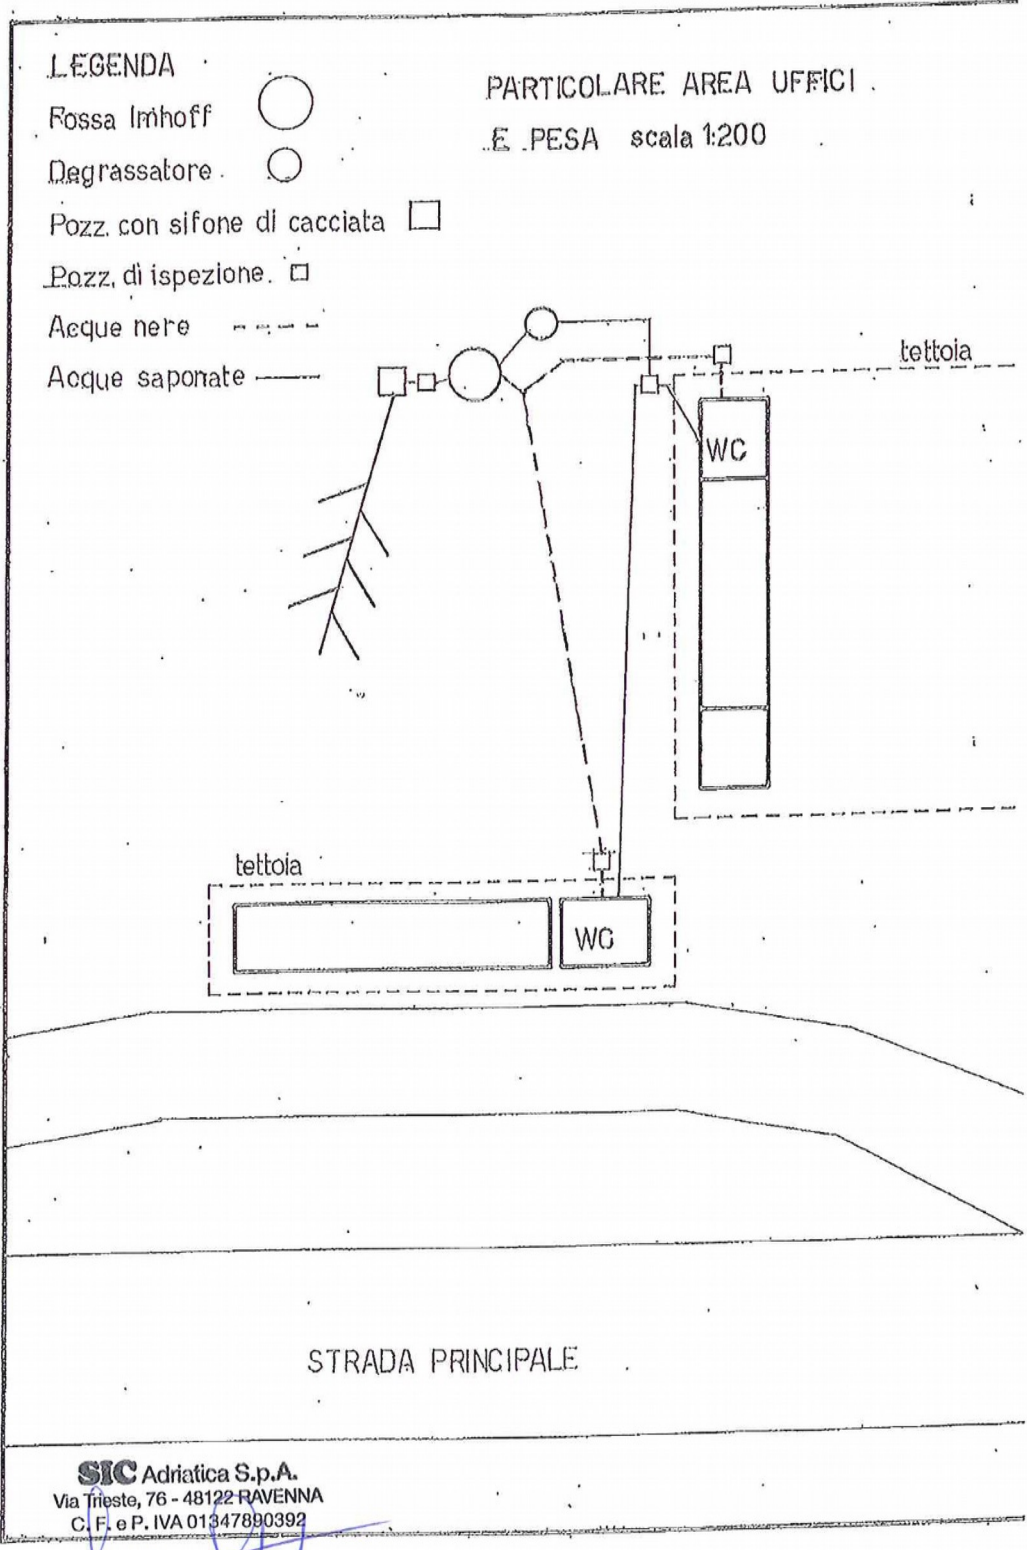 LEGENDA
Fossa Imhoff
Degrassatore
Pozz. con sifone di cacciata
Pozz. di ispezione.
Acque nere
Acque saponate
PARTICOLARE AREA UFFICI
E PESA scala 1:200
tettoia
WC
tettoia
WC
STRADA PRINCIPALE
SIC Adriatica S.p.A.
Via Trieste, 76 - 48122 RAVENNA
C. F. e P. IVA 01347890392